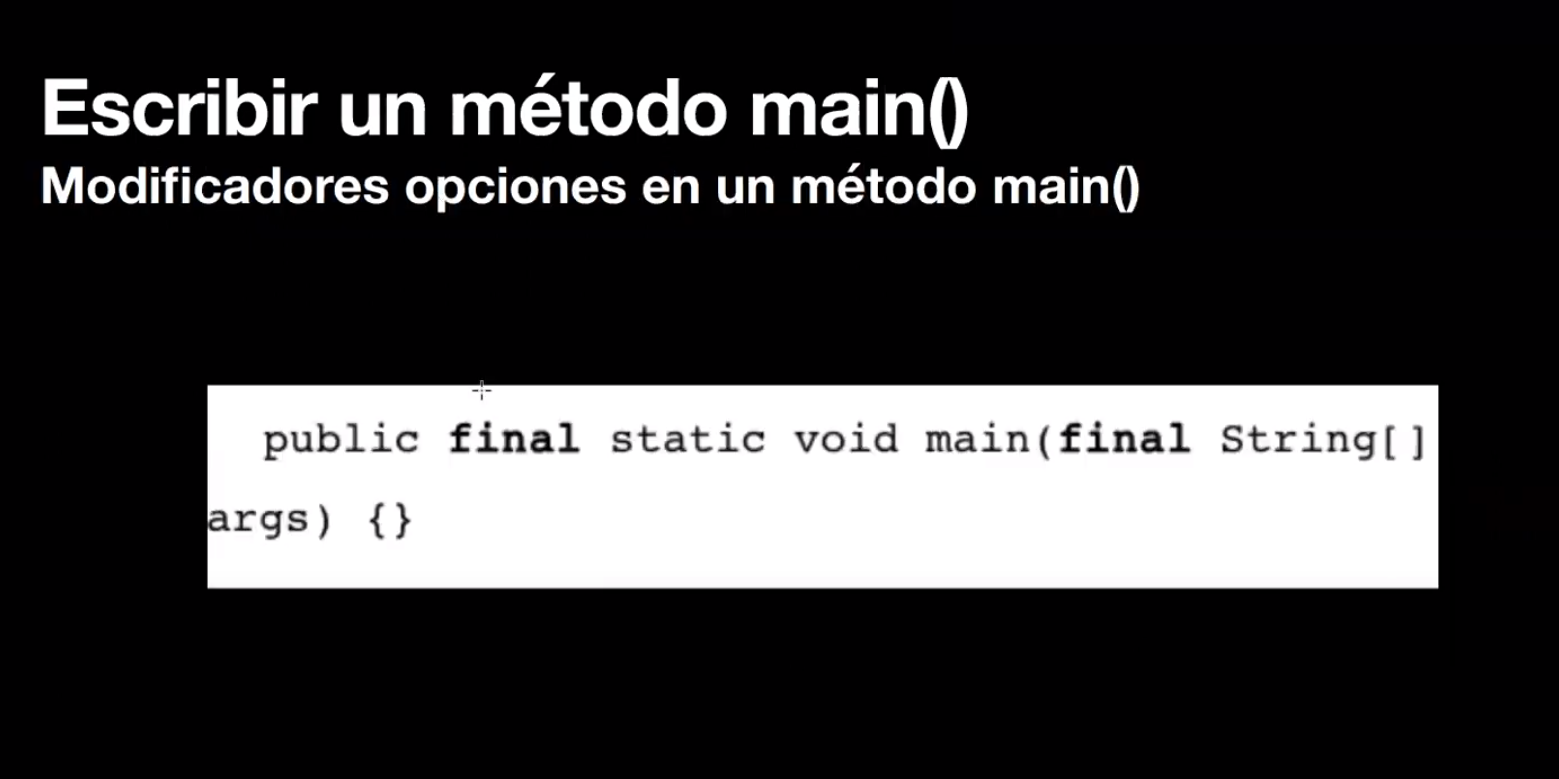 Escribir un método main()
Modificadores opciones en un método main()
public final static void main(final String[]
args) {}